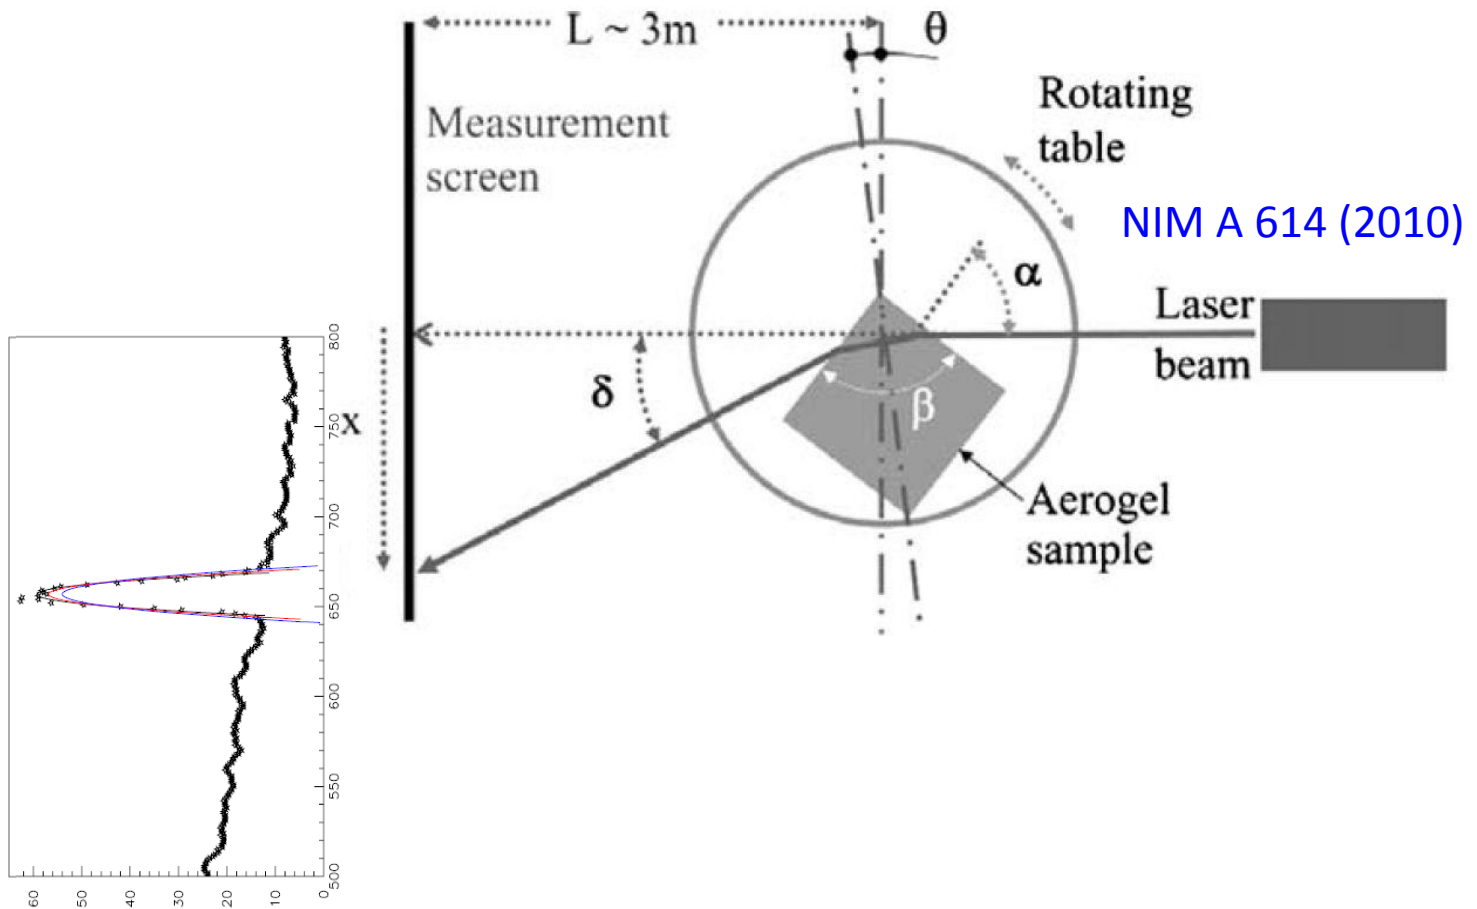 L ~ 3m
θ
Measurement
screen
Rotating
table
NIM A 614 (2010)
α
Laser
beam
δ
x
β
Aerogel
sample
800
750
700
650
600
550
500
60
50
40
30
20
10
0